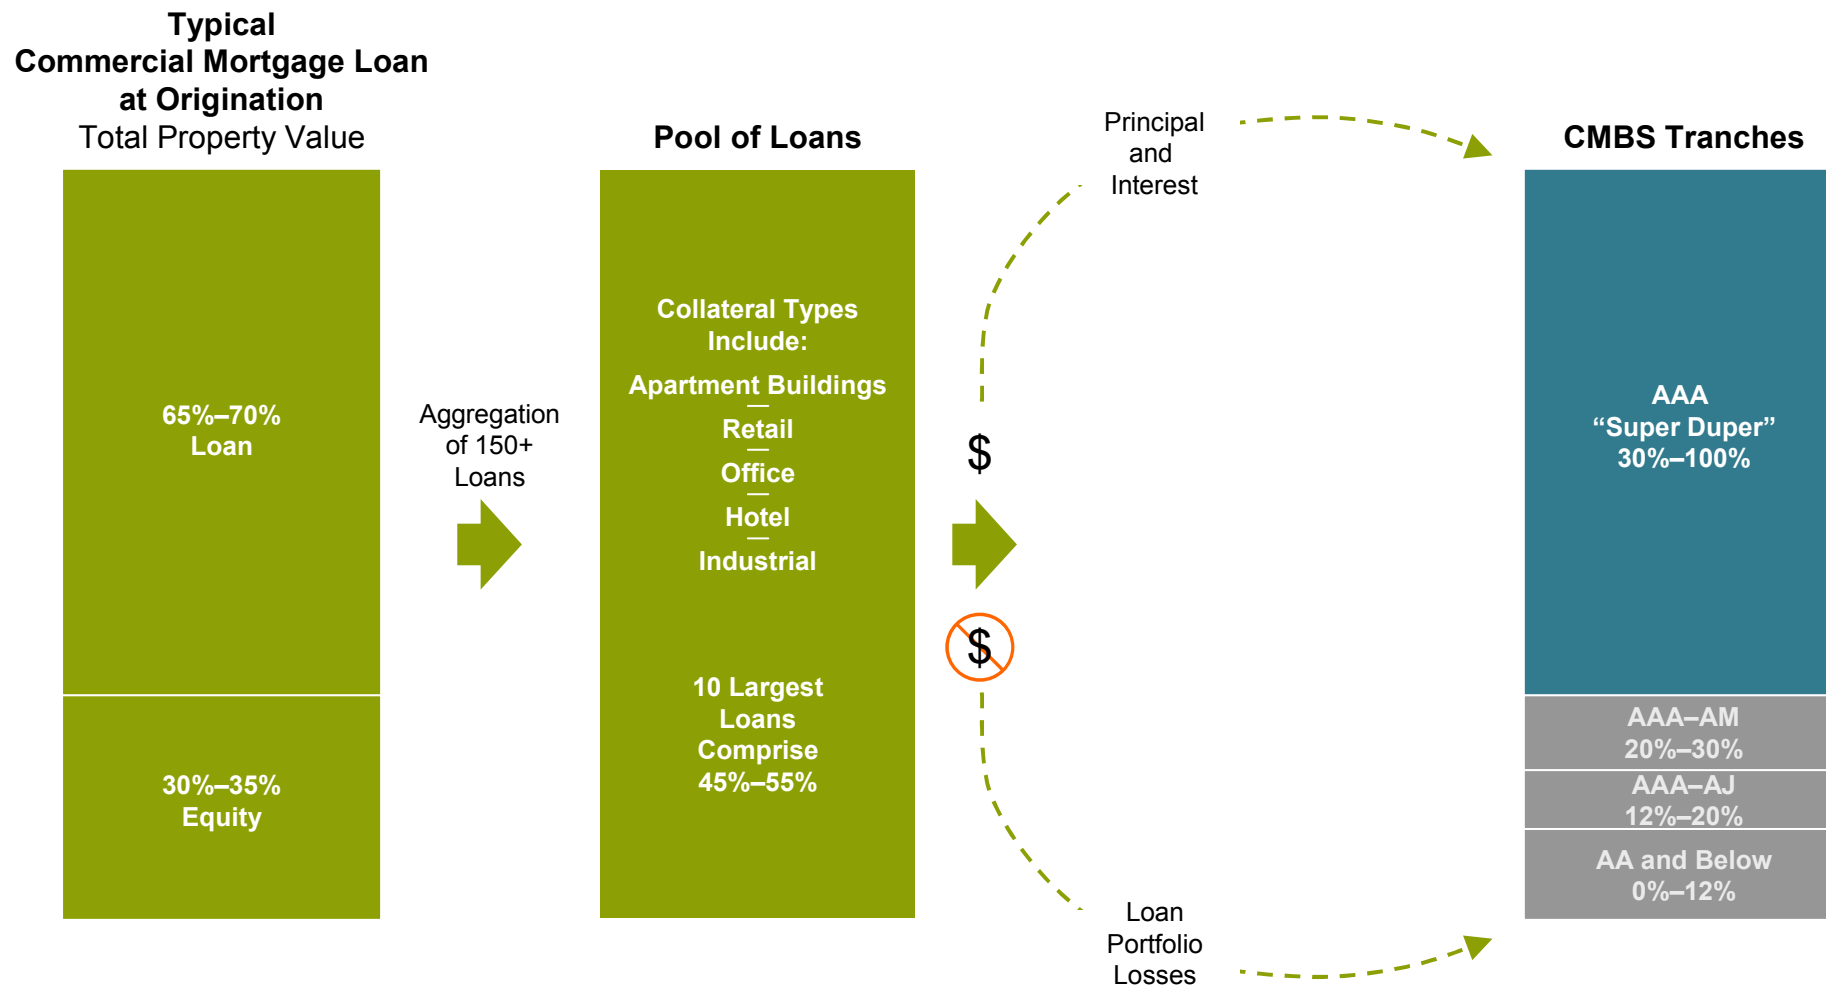 Typical
Commercial Mortgage Loan
at Origination
Total Property Value
65%–70%
Loan
30%–35%
Equity
Aggregation
of 150+
Loans
Pool of Loans
Collateral Types
Include:
Apartment Buildings
—
Retail
—
Office
—
Hotel
—
Industrial
10 Largest
Loans
Comprise
45%–55%
$
$
Principal
and
Interest
Loan
Portfolio
Losses
CMBS Tranches
AAA
“Super Duper”
30%–100%
AAA–AM
20%–30%
AAA–AJ
12%–20%
AA and Below
0%–12%